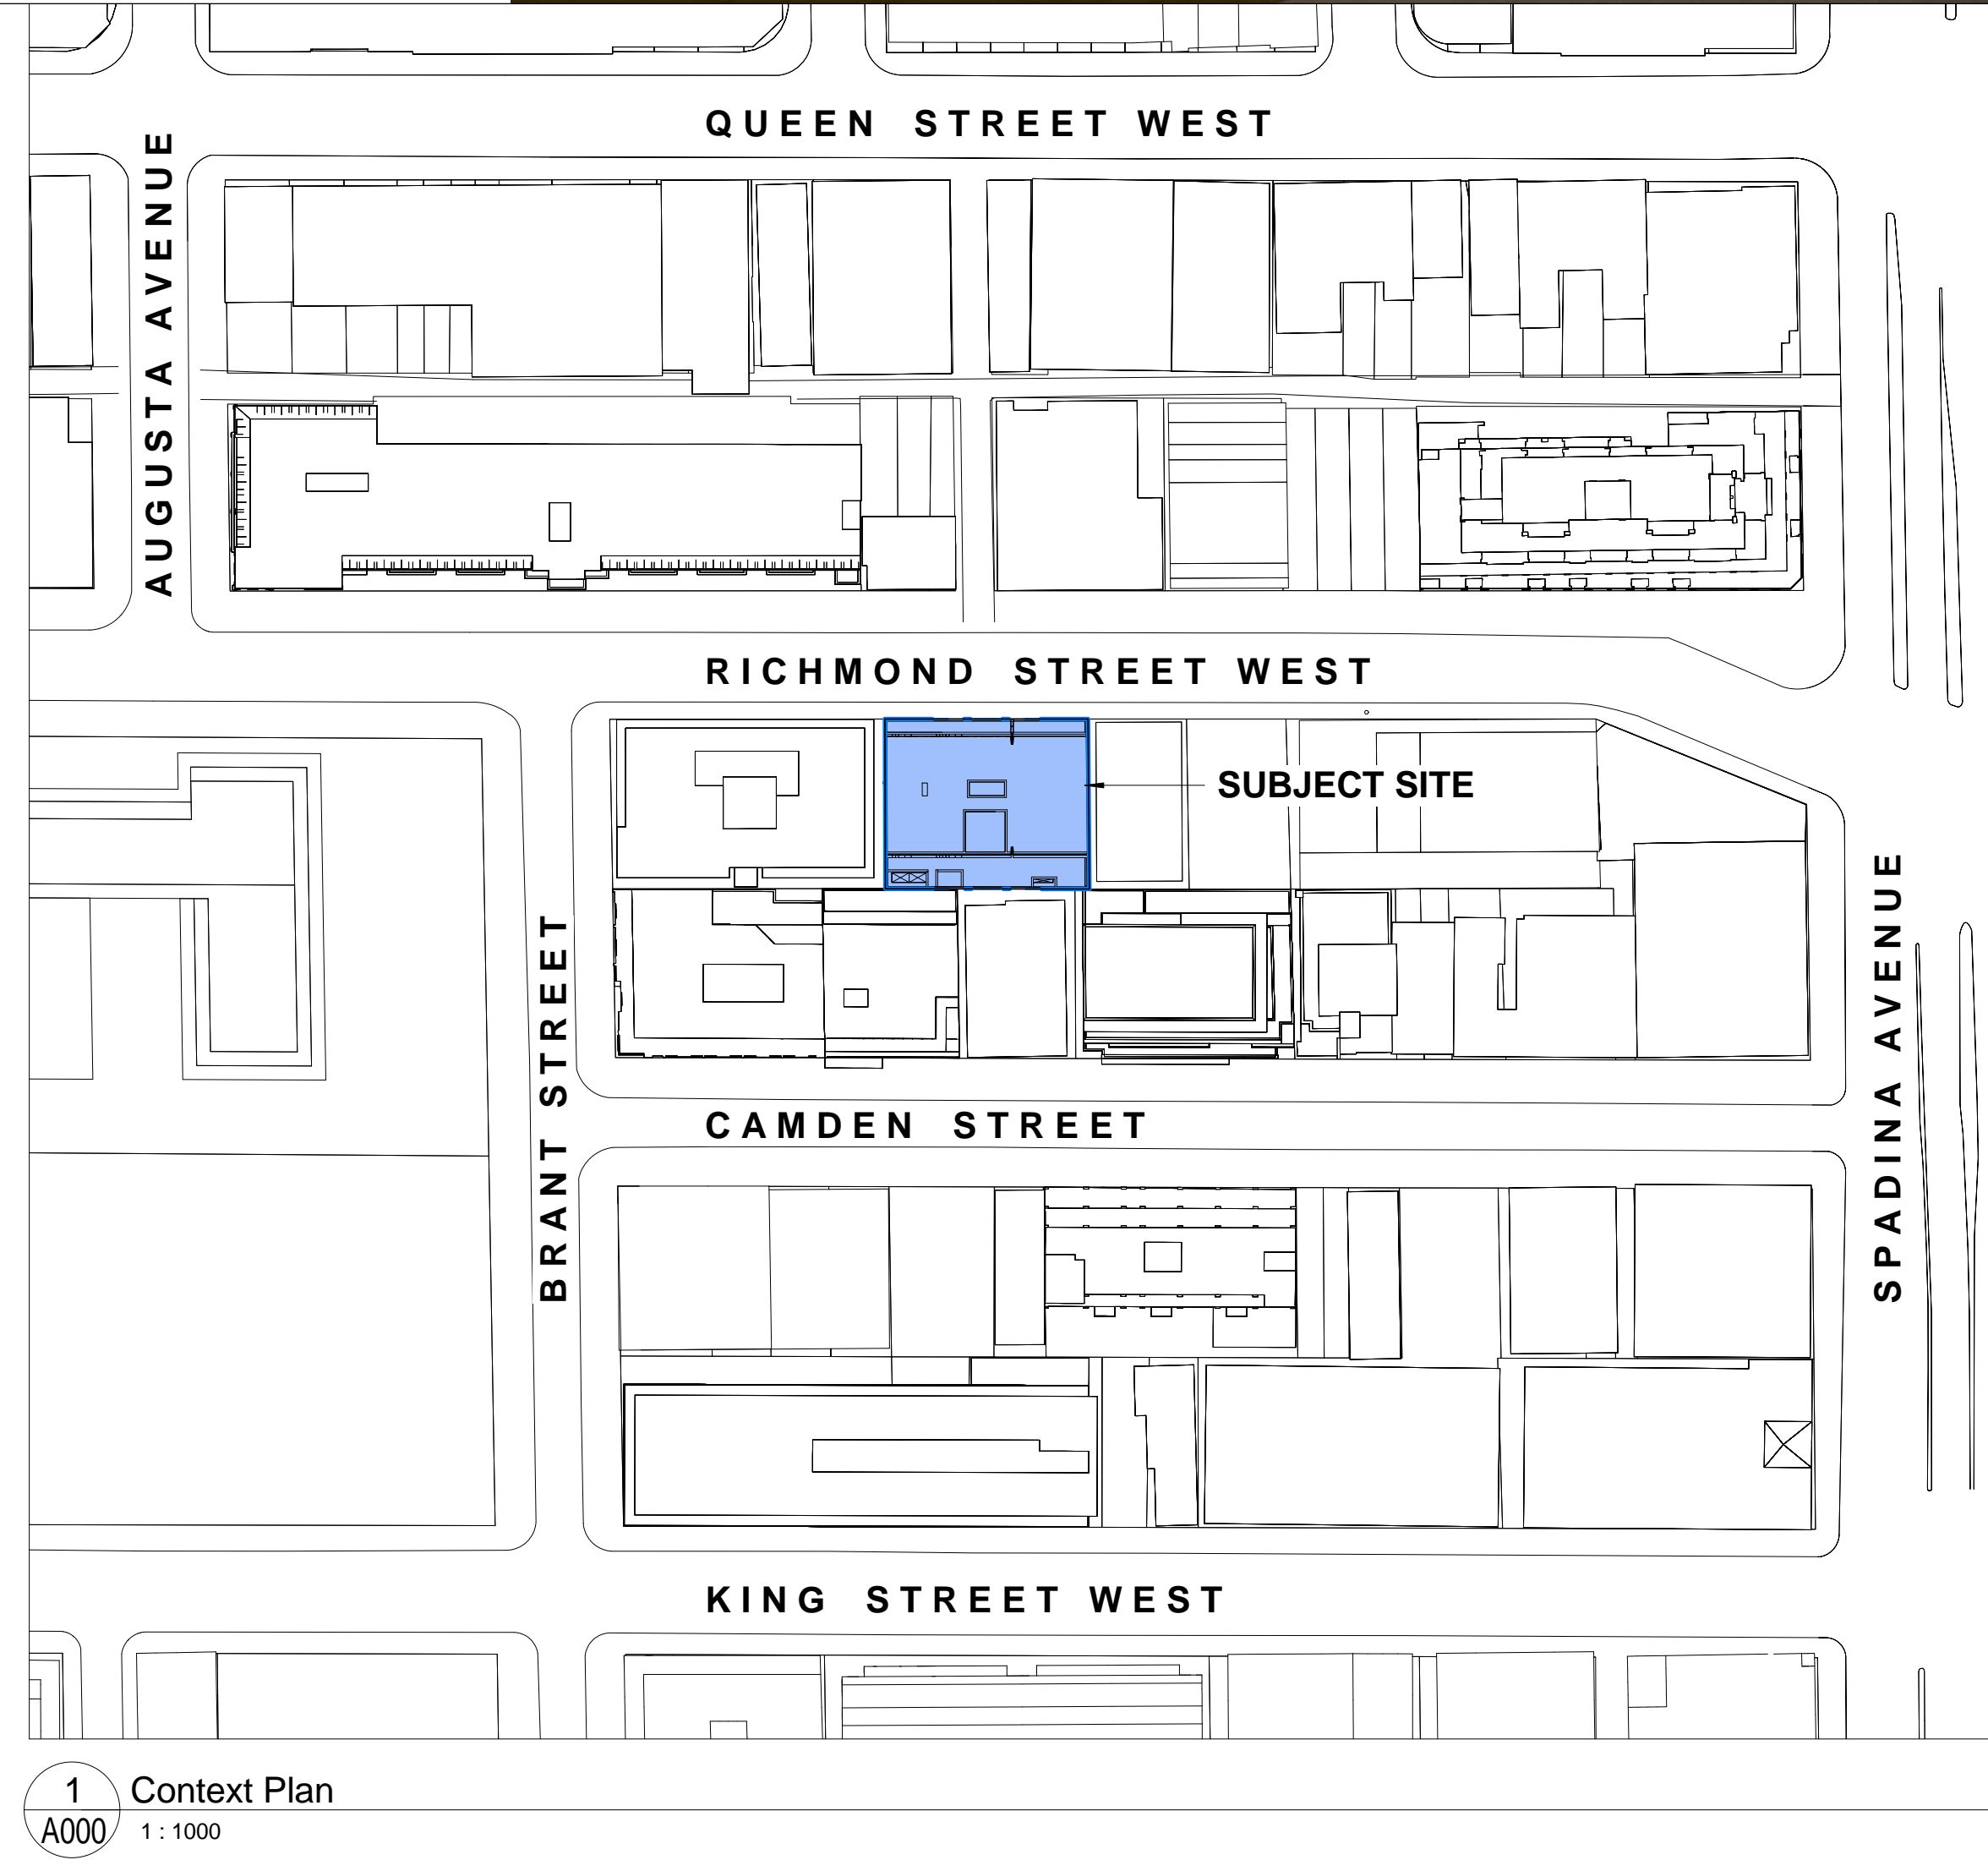 QUEEN STREET WEST
AUGUSTA AVENUE
RICHMOND STREET WEST
SUBJECT SITE
BRANT STREET
SPADINA AVENUE
CAMDEN STREET
KING STREET WEST
1
Context Plan
A000
1 : 1000